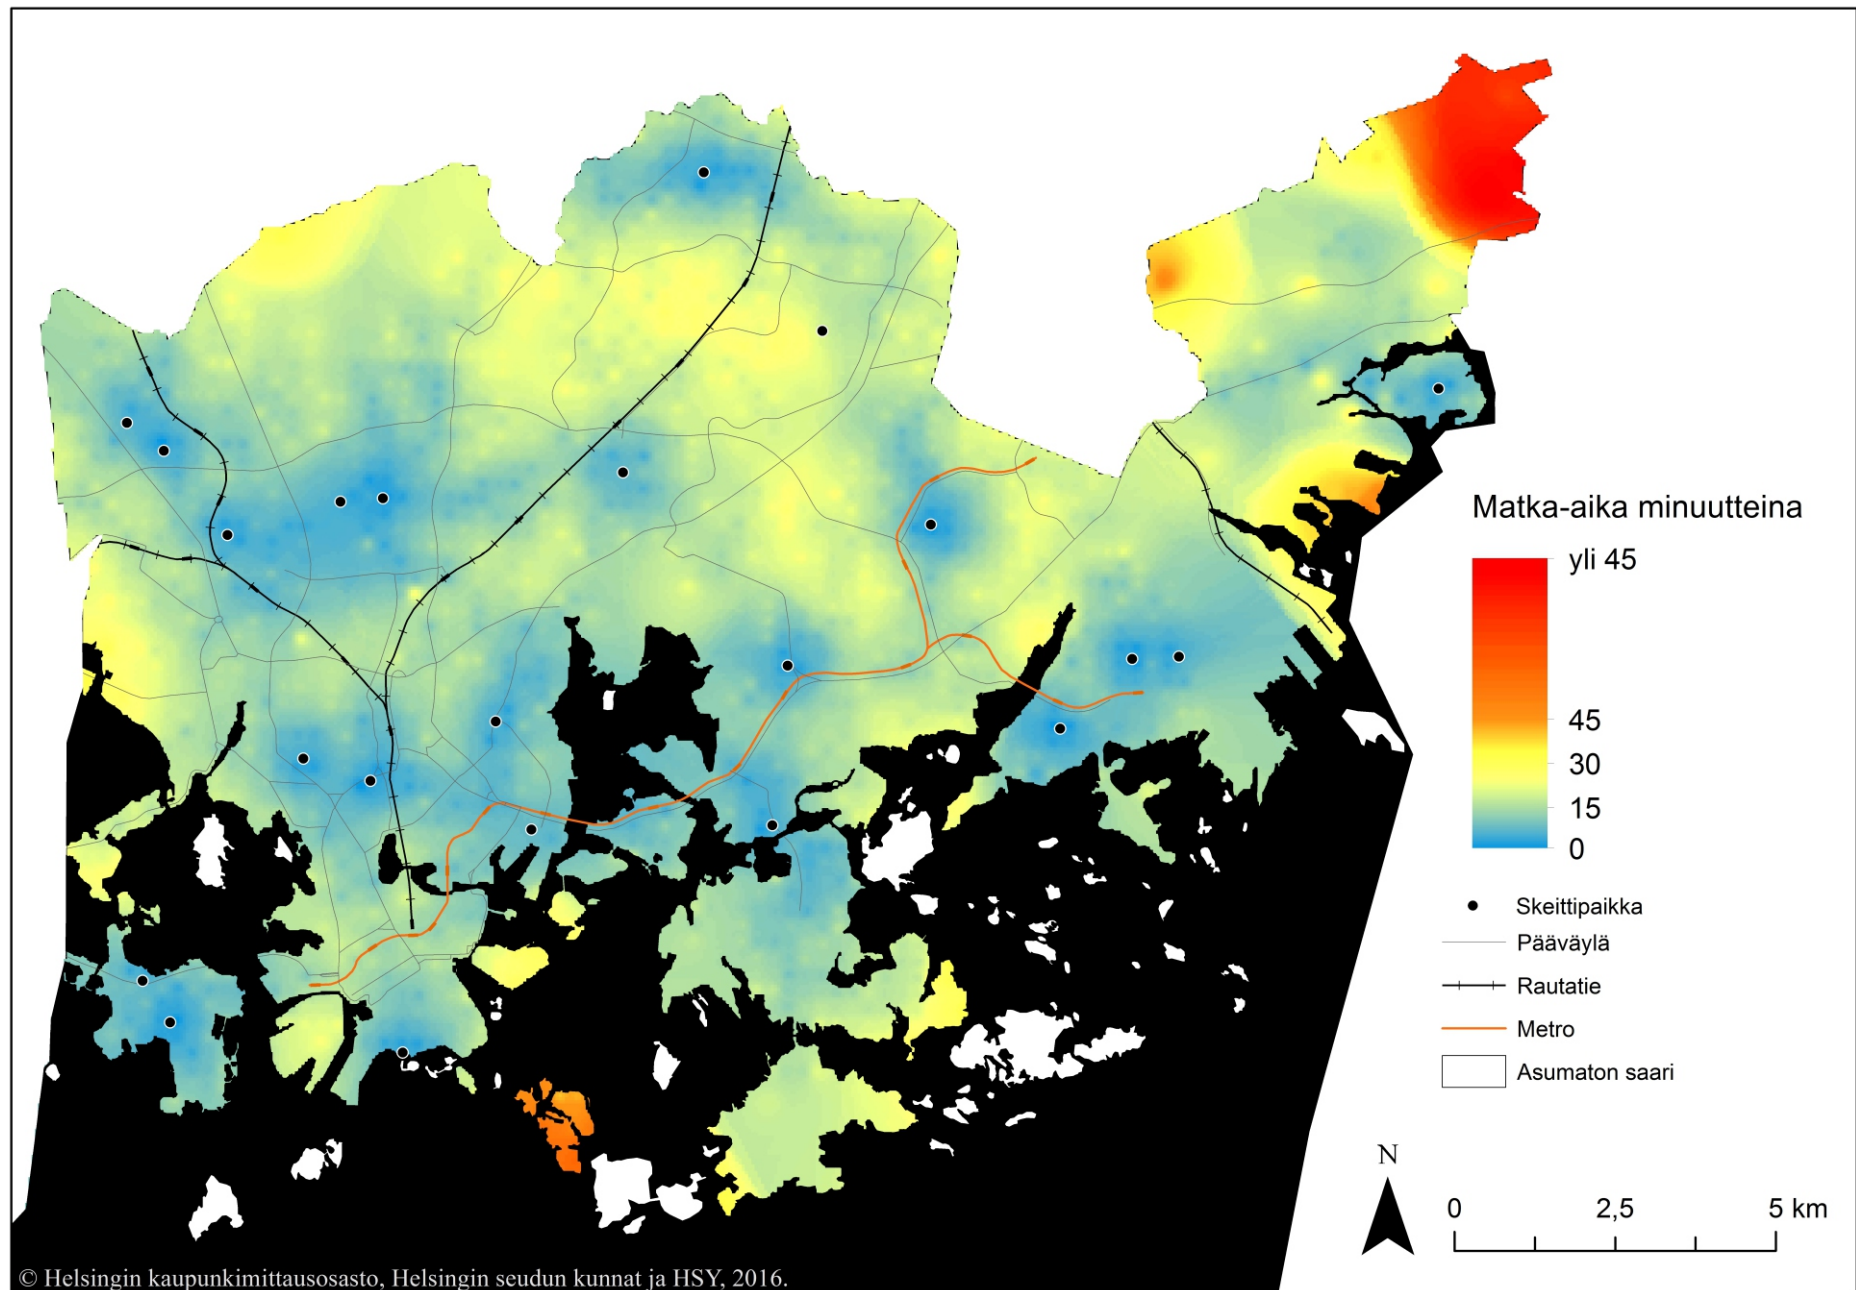 Matka-aika minuutteina
yli 45
45
30
15
0
Skeittipaikka
Pääväylä
Rautatie
Metro
Asumaton saari
N
0 2,5 5 km
© Helsingin kaupunkimittausosasto, Helsingin seudun kunnat ja HSY, 2016.